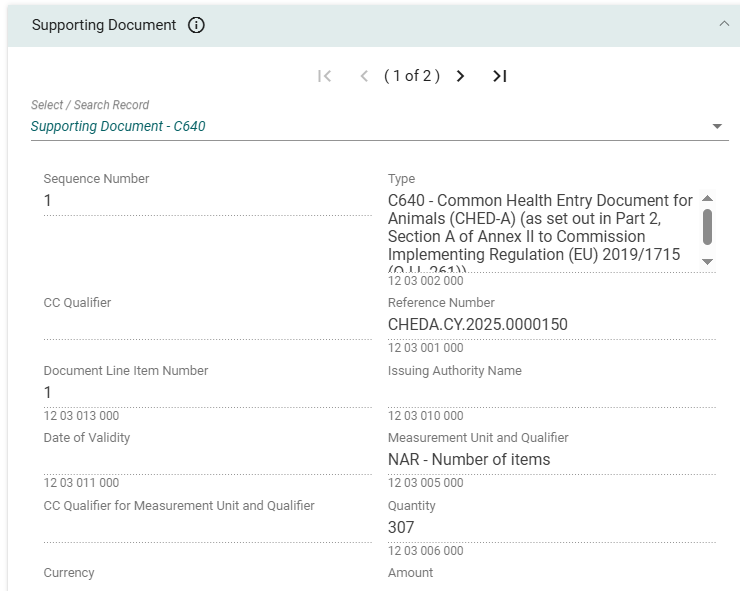 Supporting Document
( 1 of 2 )
Select / Search Record
Supporting Document - C640
Sequence Number
1
Type
C640 - Common Health Entry Document for
Animals (CHED-A) (as set out in Part 2,
Section A of Annex II to Commission
Implementing Regulation (EU) 2019/1715
12 03 002 000
CC Qualifier
Reference Number
CHEDA.CY.2025.0000150
12 03 001 000
Document Line Item Number
1
12 03 013 000
Issuing Authority Name
12 03 010 000
Date of Validity
12 03 011 000
Measurement Unit and Qualifier
NAR - Number of items
12 03 005 000
CC Qualifier for Measurement Unit and Qualifier
Quantity
307
12 03 006 000
Currency
Amount